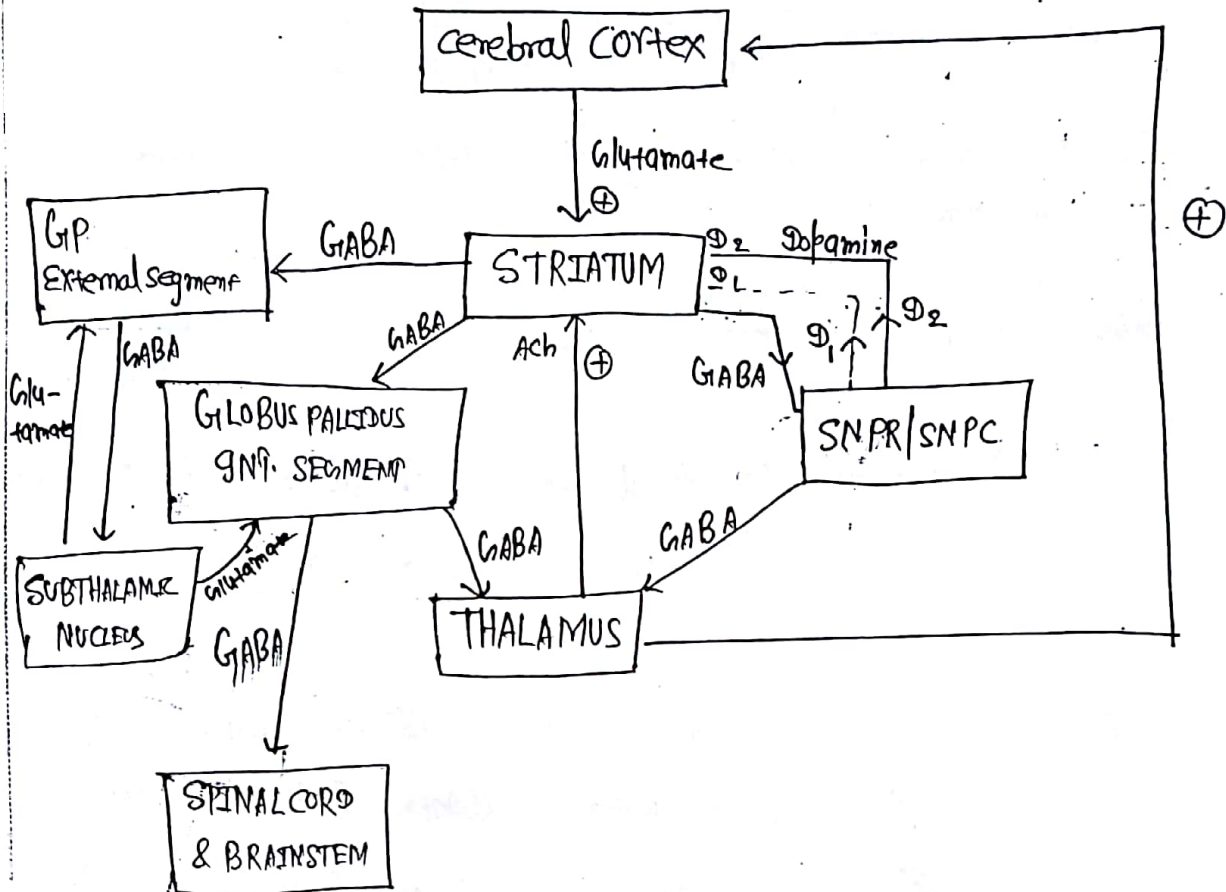 Cerebral Cortex
Glutamate
⊕
GP
External segment
GABA
STRIATUM
D2 Dopamine
D1
D1
D2
⊕
GABA
GABA
Ach
⊕
GABA
Glu-
tamate
GLOBUS PALLIDUS
INT. SEGMENT
SNPR/SNPC
GABA
GABA
SUBTHALAMIC
NUCLEUS
Glutamate
GABA
THALAMUS
SPINAL CORD
& BRAINSTEM